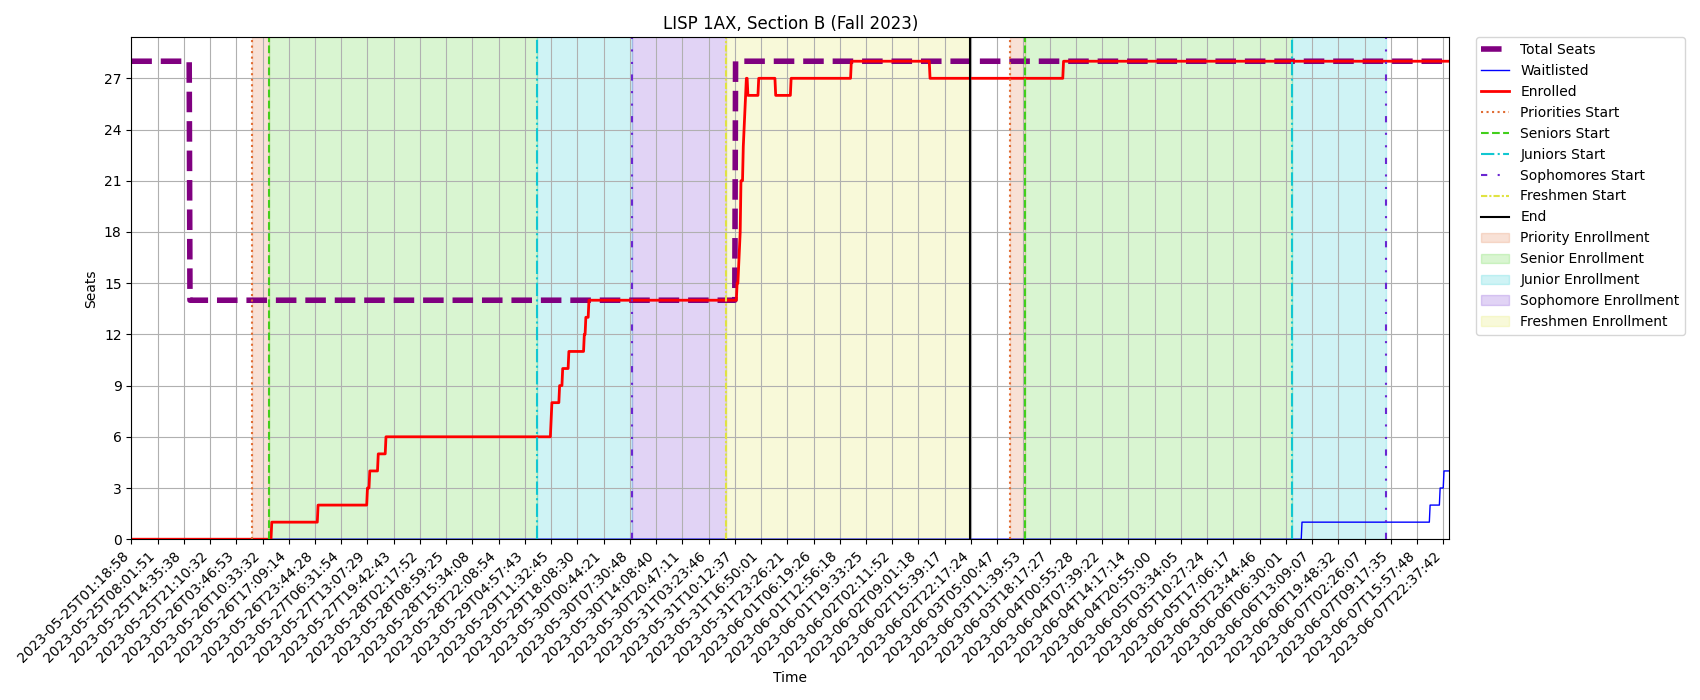 LISP 1AX, Section B (Fall 2023)
Total Seats
Waitlisted
Enrolled
Priorities Start
Seniors Start
Juniors Start
Sophomores Start
Freshmen Start
End
Priority Enrollment
Senior Enrollment
Junior Enrollment
Sophomore Enrollment
Freshmen Enrollment
Seats
27
24
21
18
15
12
9
6
3
0
2023-05-25T01:18:58
2023-05-25T08:01:51
2023-05-25T14:35:38
2023-05-25T21:10:32
2023-05-26T03:46:53
2023-05-26T10:33:32
2023-05-26T17:09:14
2023-05-26T23:44:28
2023-05-27T06:31:54
2023-05-27T13:07:29
2023-05-27T19:42:43
2023-05-28T02:17:52
2023-05-28T08:59:25
2023-05-28T15:34:08
2023-05-28T22:08:54
2023-05-29T04:57:43
2023-05-29T11:32:45
2023-05-29T18:08:30
2023-05-30T00:44:21
2023-05-30T07:30:48
2023-05-30T14:08:40
2023-05-30T20:47:11
2023-05-31T03:23:46
2023-05-31T10:12:37
2023-05-31T16:50:01
2023-05-31T23:26:21
2023-06-01T06:19:26
2023-06-01T12:56:18
2023-06-01T19:33:25
2023-06-02T02:11:52
2023-06-02T09:01:18
2023-06-02T15:39:17
2023-06-02T22:17:24
2023-06-03T05:00:47
2023-06-03T11:39:53
2023-06-03T18:17:27
2023-06-04T00:55:28
2023-06-04T07:39:22
2023-06-04T14:17:14
2023-06-04T20:55:00
2023-06-05T03:34:05
2023-06-05T10:27:24
2023-06-05T17:06:17
2023-06-05T23:44:46
2023-06-06T06:30:01
2023-06-06T13:09:07
2023-06-06T19:48:32
2023-06-07T02:26:07
2023-06-07T09:17:35
2023-06-07T15:57:48
2023-06-07T22:37:42
Time